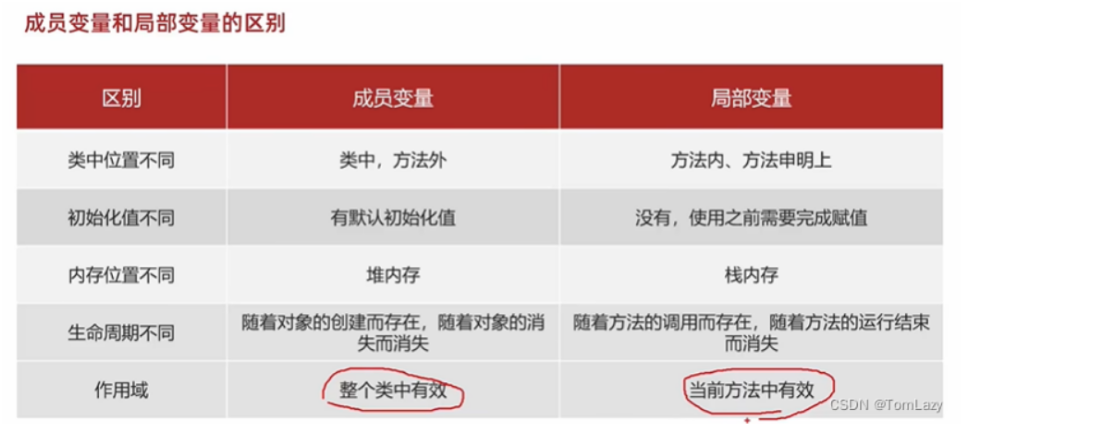 成员变量和局部变量的区别
区别 成员变量 局部变量
类中位置不同 类中，方法外 方法内、方法申明上
初始化值不同 有默认初始化值 没有，使用之前需要完成赋值
内存位置不同 堆内存 栈内存
生命周期不同 随着对象的创建而存在，随着对象的消失而消失 随着方法的调用而存在，随着方法的运行结束而消失
作用域 整个类中有效 当前方法中有效
CSDN @TomLazy